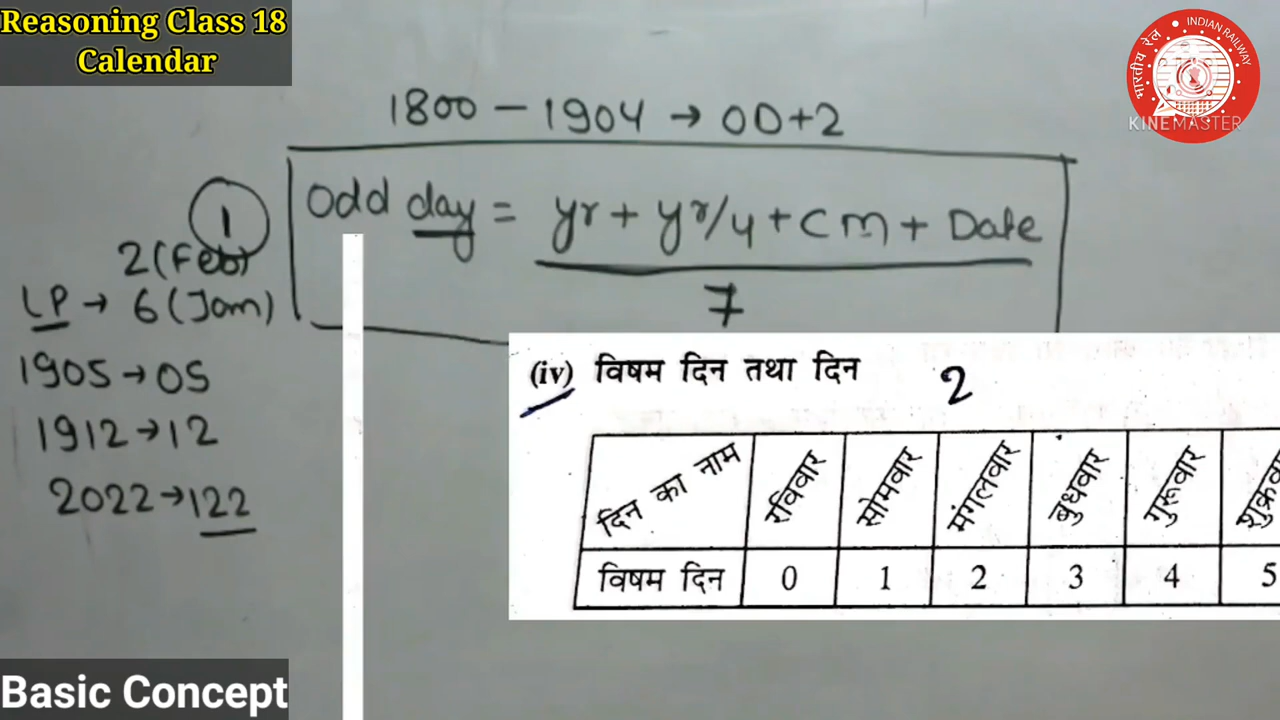 Reasoning Class 18
Calendar
INDIAN RAILWAY
भारतीय रेल
KINEMASTER
1800 - 1904 → OD+2
Odd day = yr + yr/4 + CM + Date
7
1
2 (Feb)
LP → 6 (Jan)
1905 → 05
1912 → 12
2022 → 122
(iv) विषम दिन तथा दिन
2
दिन का नाम रविवार सोमवार मंगलवार बुधवार गुरूवार शुक्रवा
विषम दिन 0 1 2 3 4 5
Basic Concept